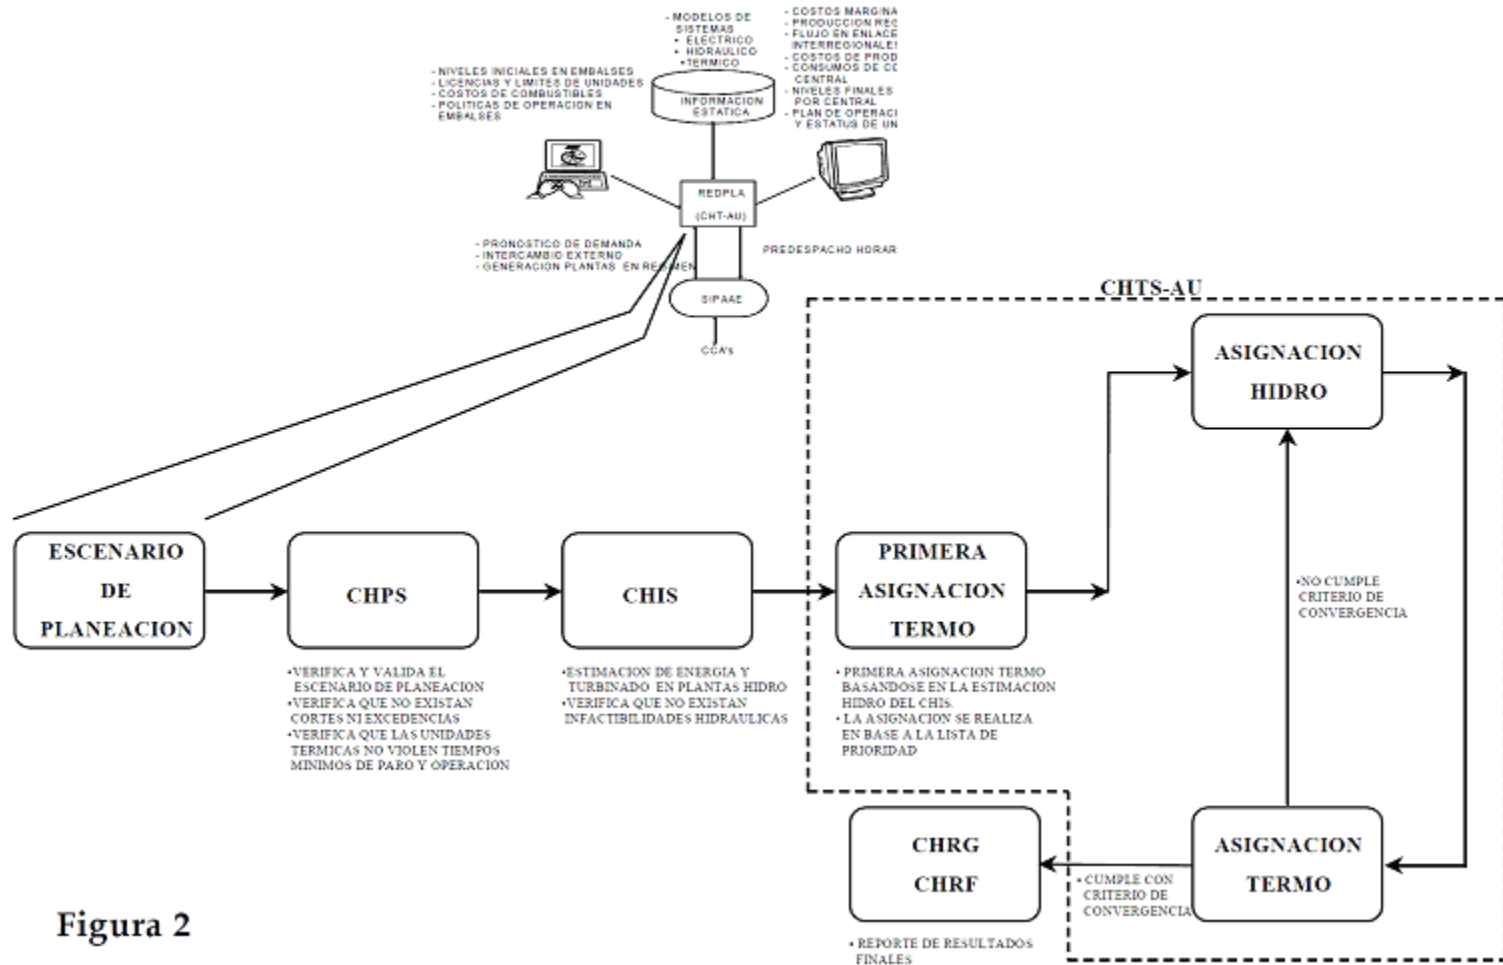 - MODELOS DE
SISTEMAS
• ELECTRICO
• HIDRAULICO
•TERMICO
- COSTOS MARGINA
- PRODUCCION REC
- FLUJO EN ENLACE
INTERREGIONALE
- COSTOS DE PROD
- CONSUMOS DE CO
CENTRAL
- NIVELES FINALES
POR CENTRAL
- PLAN DE OPERACI
Y ESTATUS DE UN
- NIVELES INICIALES EN EMBALSES
- LICENCIAS Y LIMITES DE UNIDADES
- COSTOS DE COMBUSTIBLES
- POLITICAS DE OPERACION EN
EMBALSES
INFORMACION
ESTATICA
REDPLA
(CHT-AU)
- PRONOSTICO DE DEMANDA
- INTERCAMBIO EXTERNO
- GENERACION PLANTAS EN REGIMEN
PREDESPACHO HORAR
SIPAAE
CCA's
CHTS-AU
ASIGNACION
HIDRO
ESCENARIO
DE
PLANEACION
CHPS
CHIS
PRIMERA
ASIGNACION
TERMO
•NO CUMPLE
CRITERIO DE
CONVERGENCIA
•VERIFICA Y VALIDA EL
ESCENARIO DE PLANEACION
•VERIFICA QUE NO EXISTAN
CORTES NI EXCEDENCIAS
•VERIFICA QUE LAS UNIDADES
TERMICAS NO VIOLEN TIEMPOS
MINIMOS DE PARO Y OPERACION
•ESTIMACION DE ENERGIA Y
TURBINADO EN PLANTAS HIDRO
•VERIFICA QUE NO EXISTAN
INFACTIBILIDADES HIDRAULICAS
• PRIMERA ASIGNACION TERMO
BASANDOSE EN LA ESTIMACION
HIDRO DEL CHIS.
• LA ASIGNACION SE REALIZA
EN BASE A LA LISTA DE
PRIORIDAD
CHRG
CHRF
• CUMPLE CON
CRITERIO DE
CONVERGENCIA
ASIGNACION
TERMO
• REPORTE DE RESULTADOS
FINALES
Figura 2